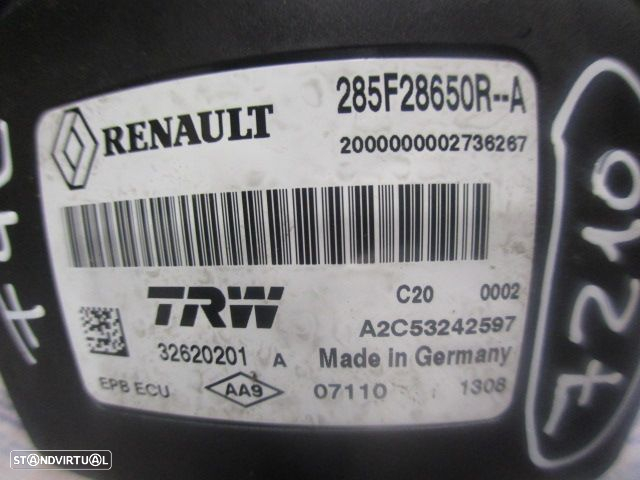 RENAULT
285F28650R--A
2000000002736267
TRW
C20 0002
A2C53242597
32620201 A
Made in Germany
EPB ECU
AA9
07110
1308
STANDVIRTUAL